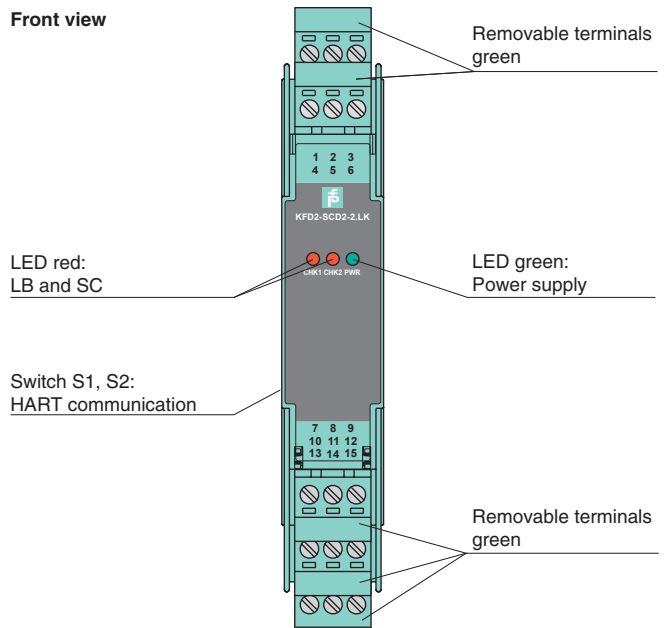 Front view
Removable terminals
green
1 2 3
4 5 6
KFD2-SCD2-2.LK
LED red:
LB and SC
CHK1 CHK2 PWR
LED green:
Power supply
Switch S1, S2:
HART communication
7 8 9
10 11 12
13 14 15
Removable terminals
green